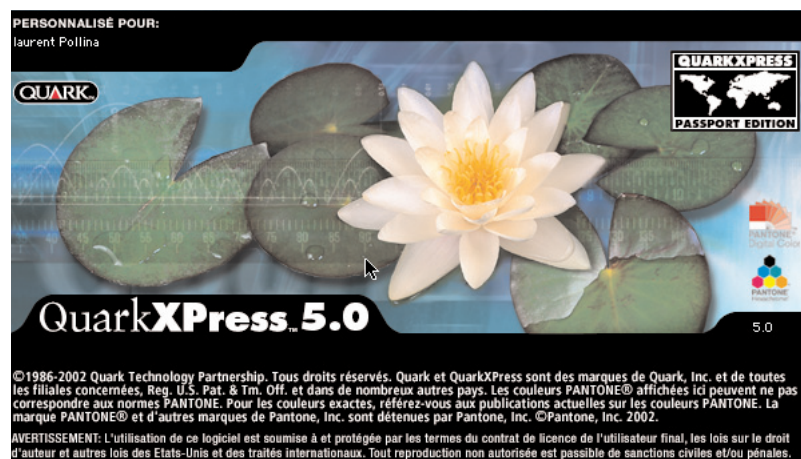 PERSONNALISÉ POUR:
laurent Pollina
QUARK™
QUARKXPRESS
PASSPORT EDITION
PANTONE®
Digital Color
PANTONE®
Hexachrome®
QuarkXPress™ 5.0
5.0
©1986-2002 Quark Technology Partnership. Tous droits réservés. Quark et QuarkXPress sont des marques de Quark, Inc. et de toutes
les filiales concernées, Reg. U.S. Pat. & Tm. Off. et dans de nombreux autres pays. Les couleurs PANTONE® affichées ici peuvent ne pas
correspondre aux normes PANTONE. Pour les couleurs exactes, référez-vous aux publications actuelles sur les couleurs PANTONE. La
marque PANTONE® et d'autres marques de Pantone, Inc. sont détenues par Pantone, Inc. ©Pantone, Inc. 2002.
AVERTISSEMENT: L'utilisation de ce logiciel est soumise à et protégée par les termes du contrat de licence de l'utilisateur final, les lois sur le droit
d'auteur et autres lois des Etats-Unis et des traités internationaux. Tout reproduction non autorisée est passible de sanctions civiles et/ou pénales.